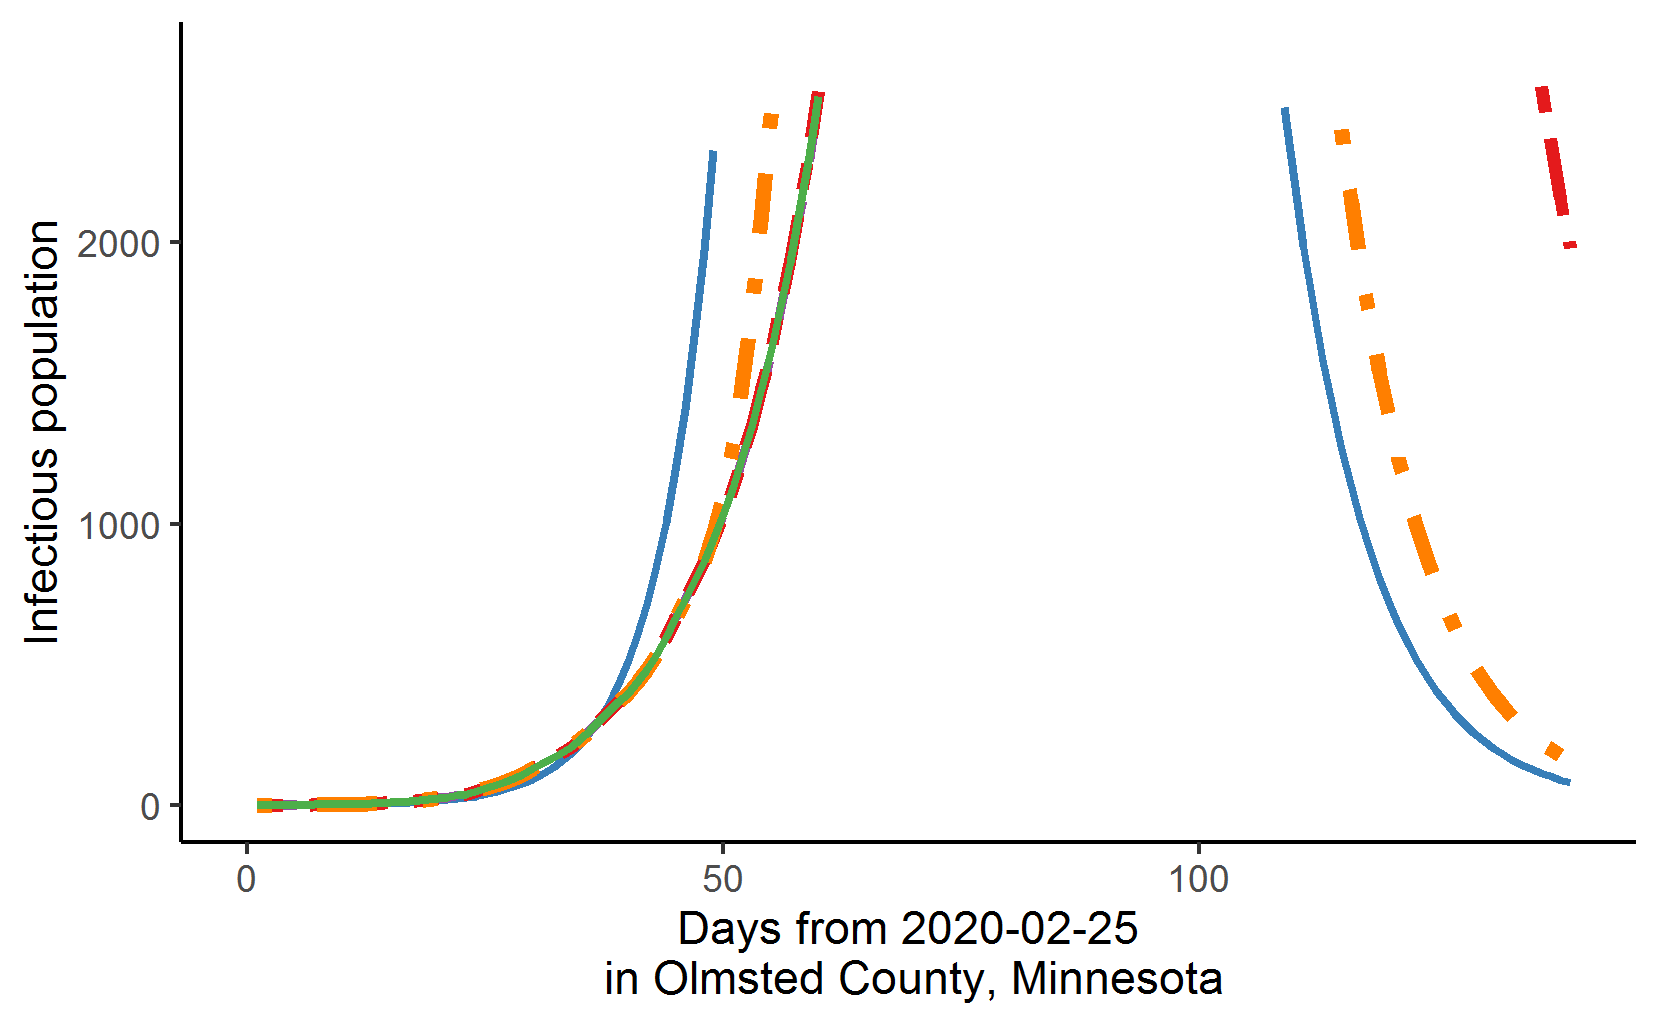 Infectious population
2000
1000
0
0 50 100
Days from 2020-02-25
in Olmsted County, Minnesota